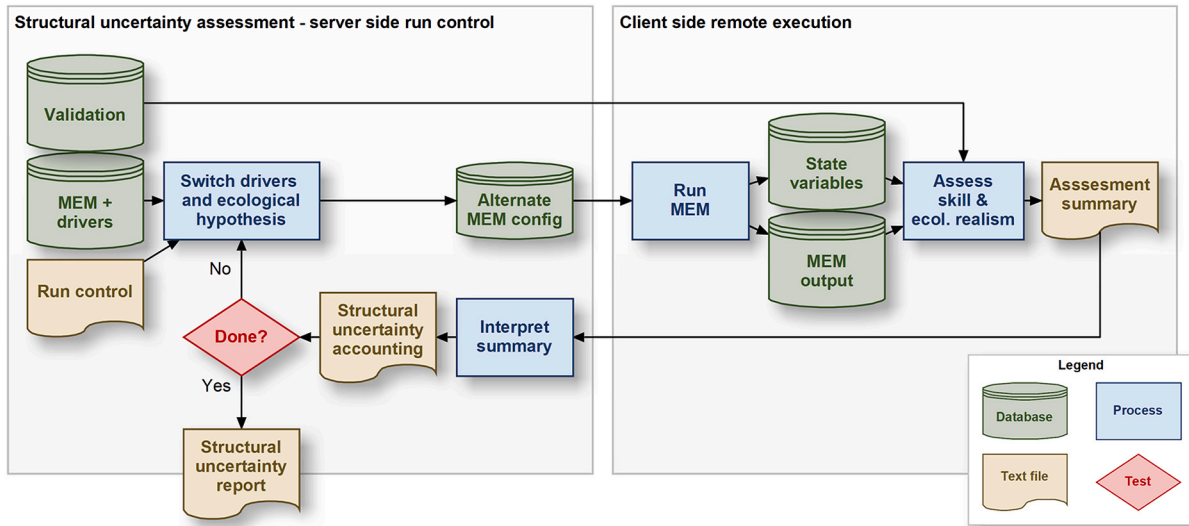 Structural uncertainty assessment - server side run control
Validation
MEM +
drivers
Run control
Switch drivers
and ecological
hypothesis
Alternate
MEM config
No
Done?
Yes
Structural
uncertainty
accounting
Interpret
summary
Structural
uncertainty
report
Client side remote execution
Run
MEM
State
variables
MEM
output
Assess
skill &
ecol. realism
Asssesment
summary
Legend
Database
Process
Text file
Test